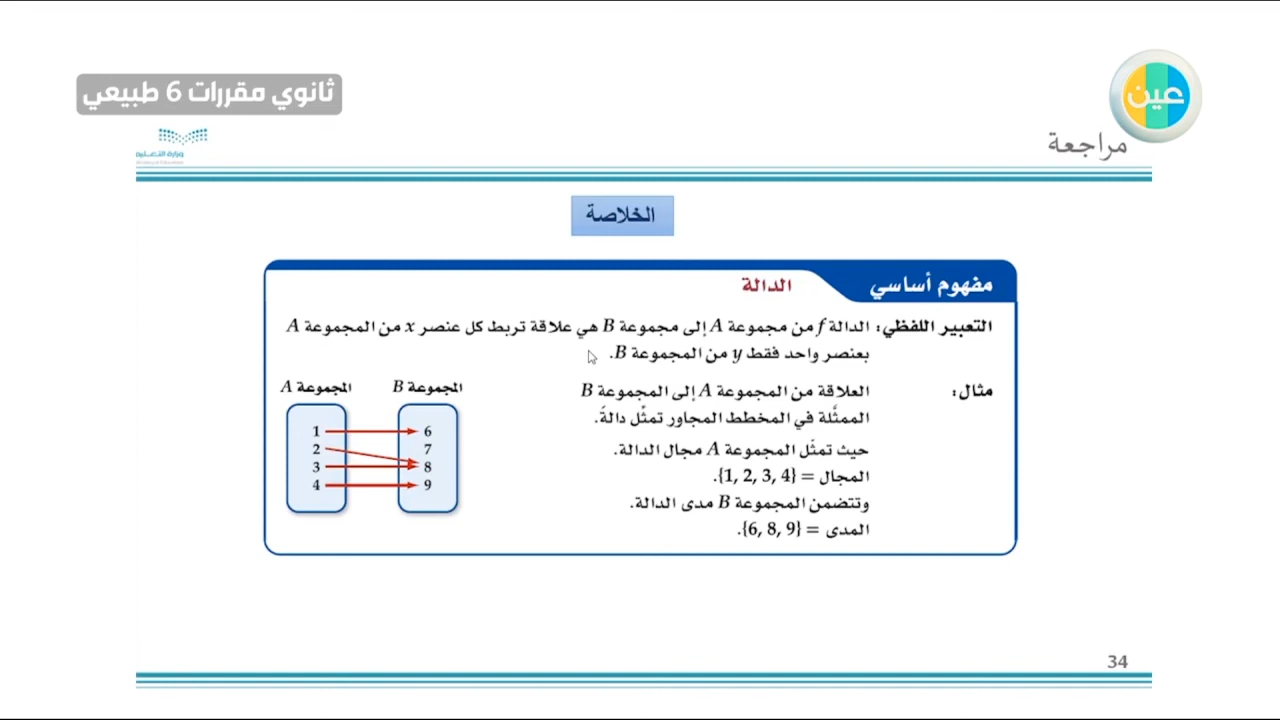 ثانوي مقررات 6 طبيعي
عين
مراجعة
وزارة التعليم
الخلاصة
مفهوم أساسي
الدالة
التعبير اللفظي: الدالة f من مجموعة A إلى مجموعة B هي علاقة تربط كل عنصر x من المجموعة A
بعنصر واحد فقط y من المجموعة B.
مثال: العلاقة من المجموعة A إلى المجموعة B
الممثَّلة في المخطط المجاور تمثِّل دالةً.
حيث تمثّل المجموعة A مجال الدالة.
المجال = {1, 2, 3, 4}.
وتتضمن المجموعة B مدى الدالة.
المدى = {6, 8, 9}.
المجموعة A
المجموعة B
1 6
2 7
3 8
4 9
34